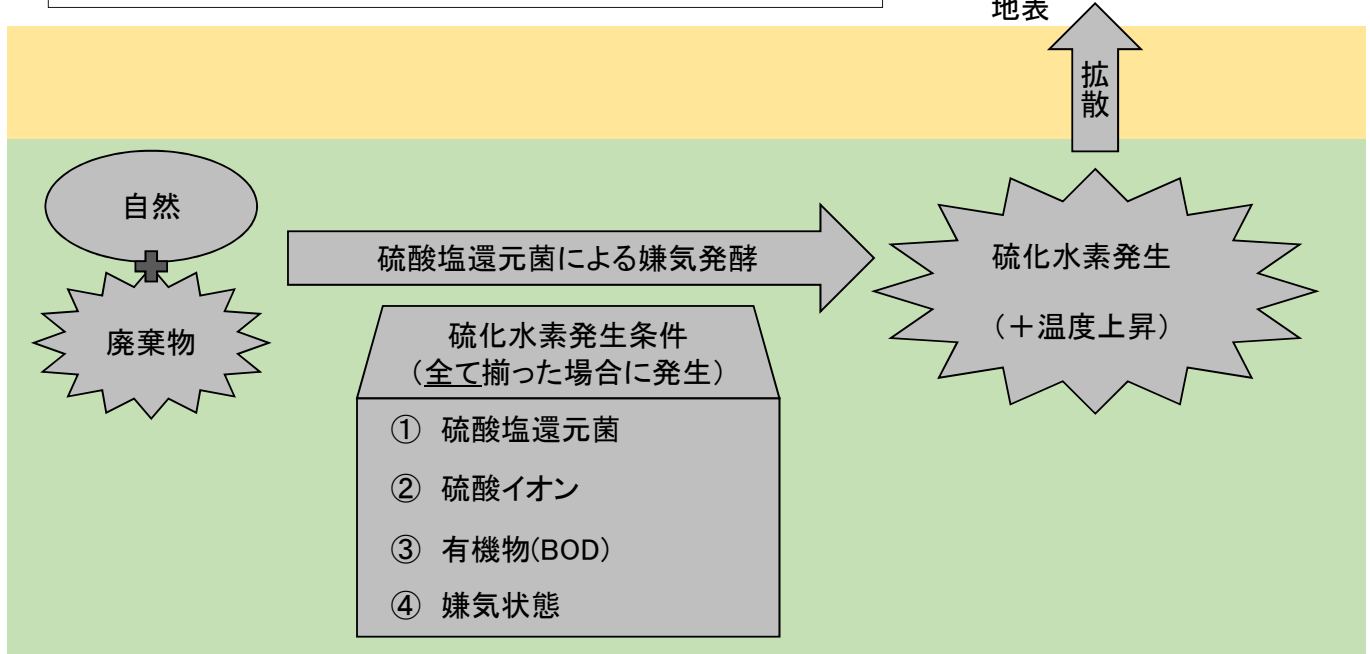 地表
拡散
自然
廃棄物
硫酸塩還元菌による嫌気発酵
硫化水素発生
(+温度上昇)
硫化水素発生条件
(全て揃った場合に発生)
① 硫酸塩還元菌
② 硫酸イオン
③ 有機物(BOD)
④ 嫌気状態